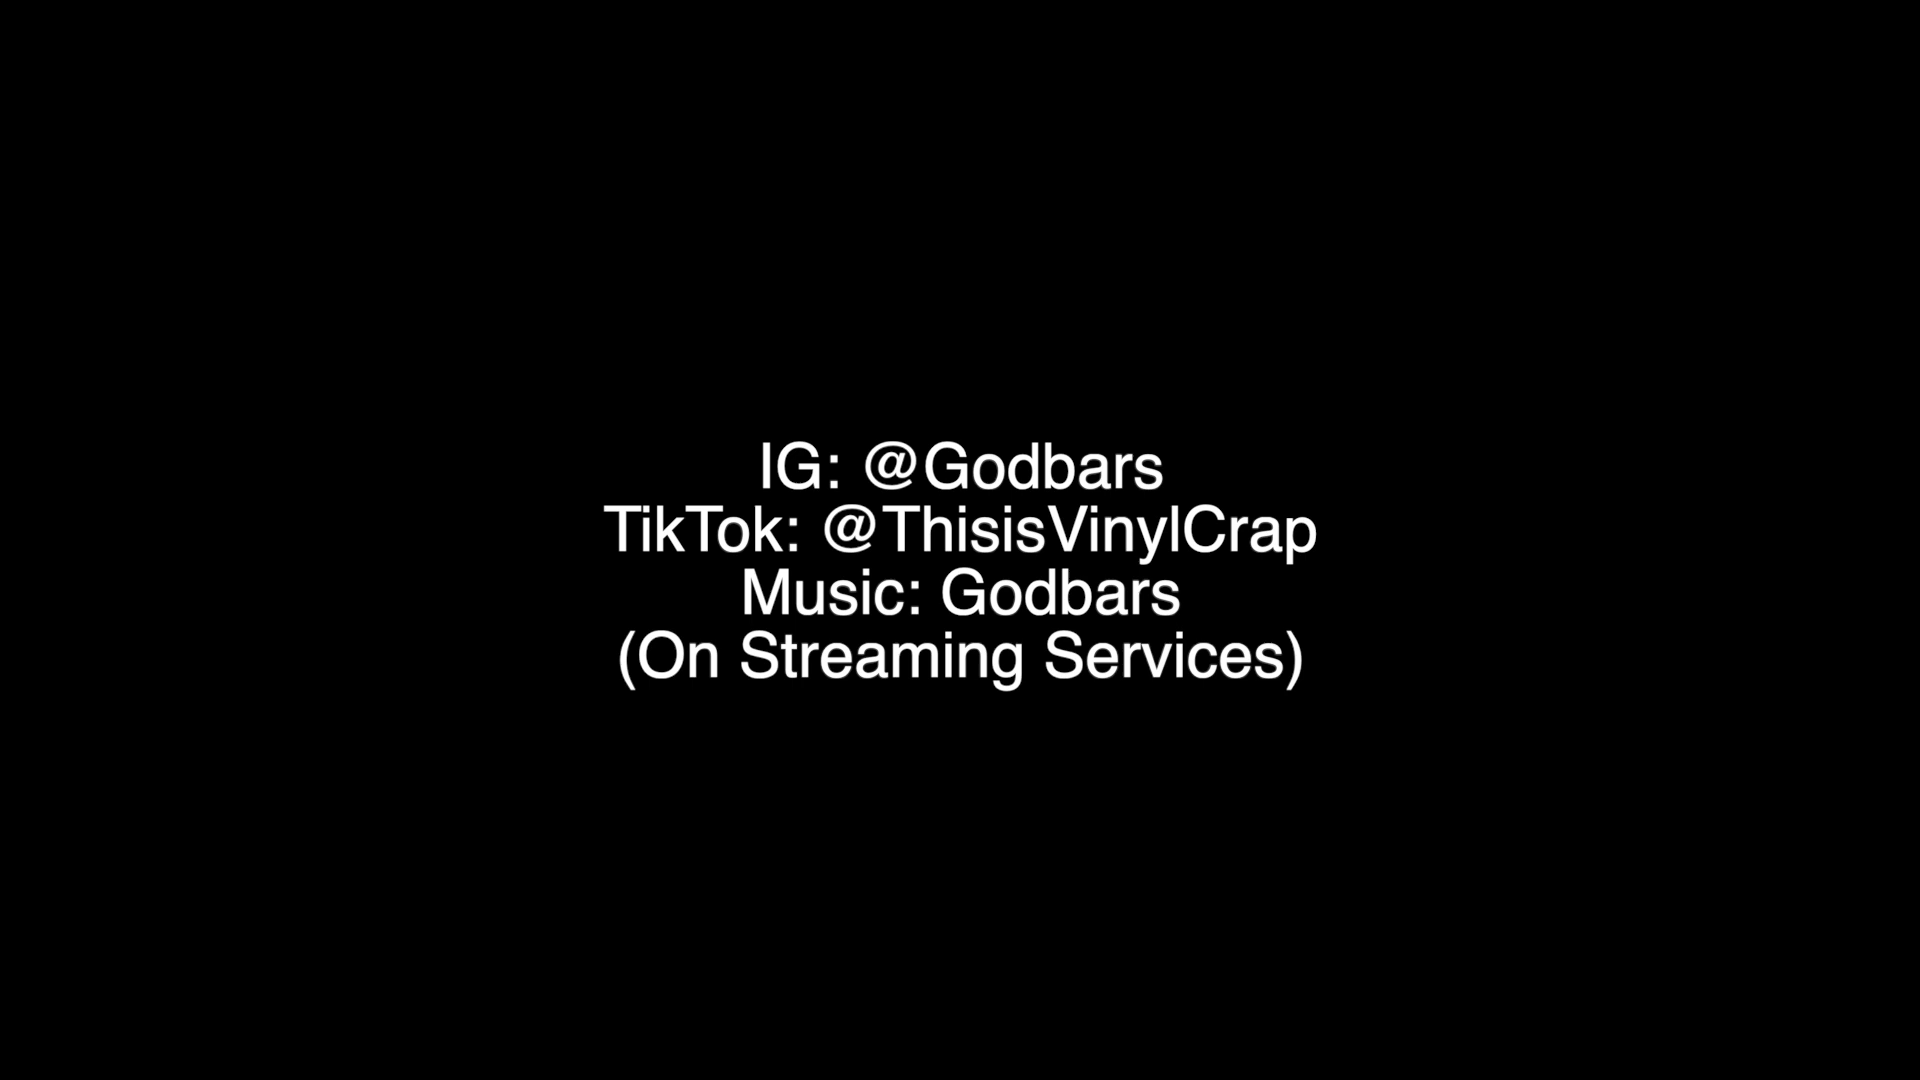 IG: @Godbars
TikTok: @ThisisVinylCrap
Music: Godbars
(On Streaming Services)